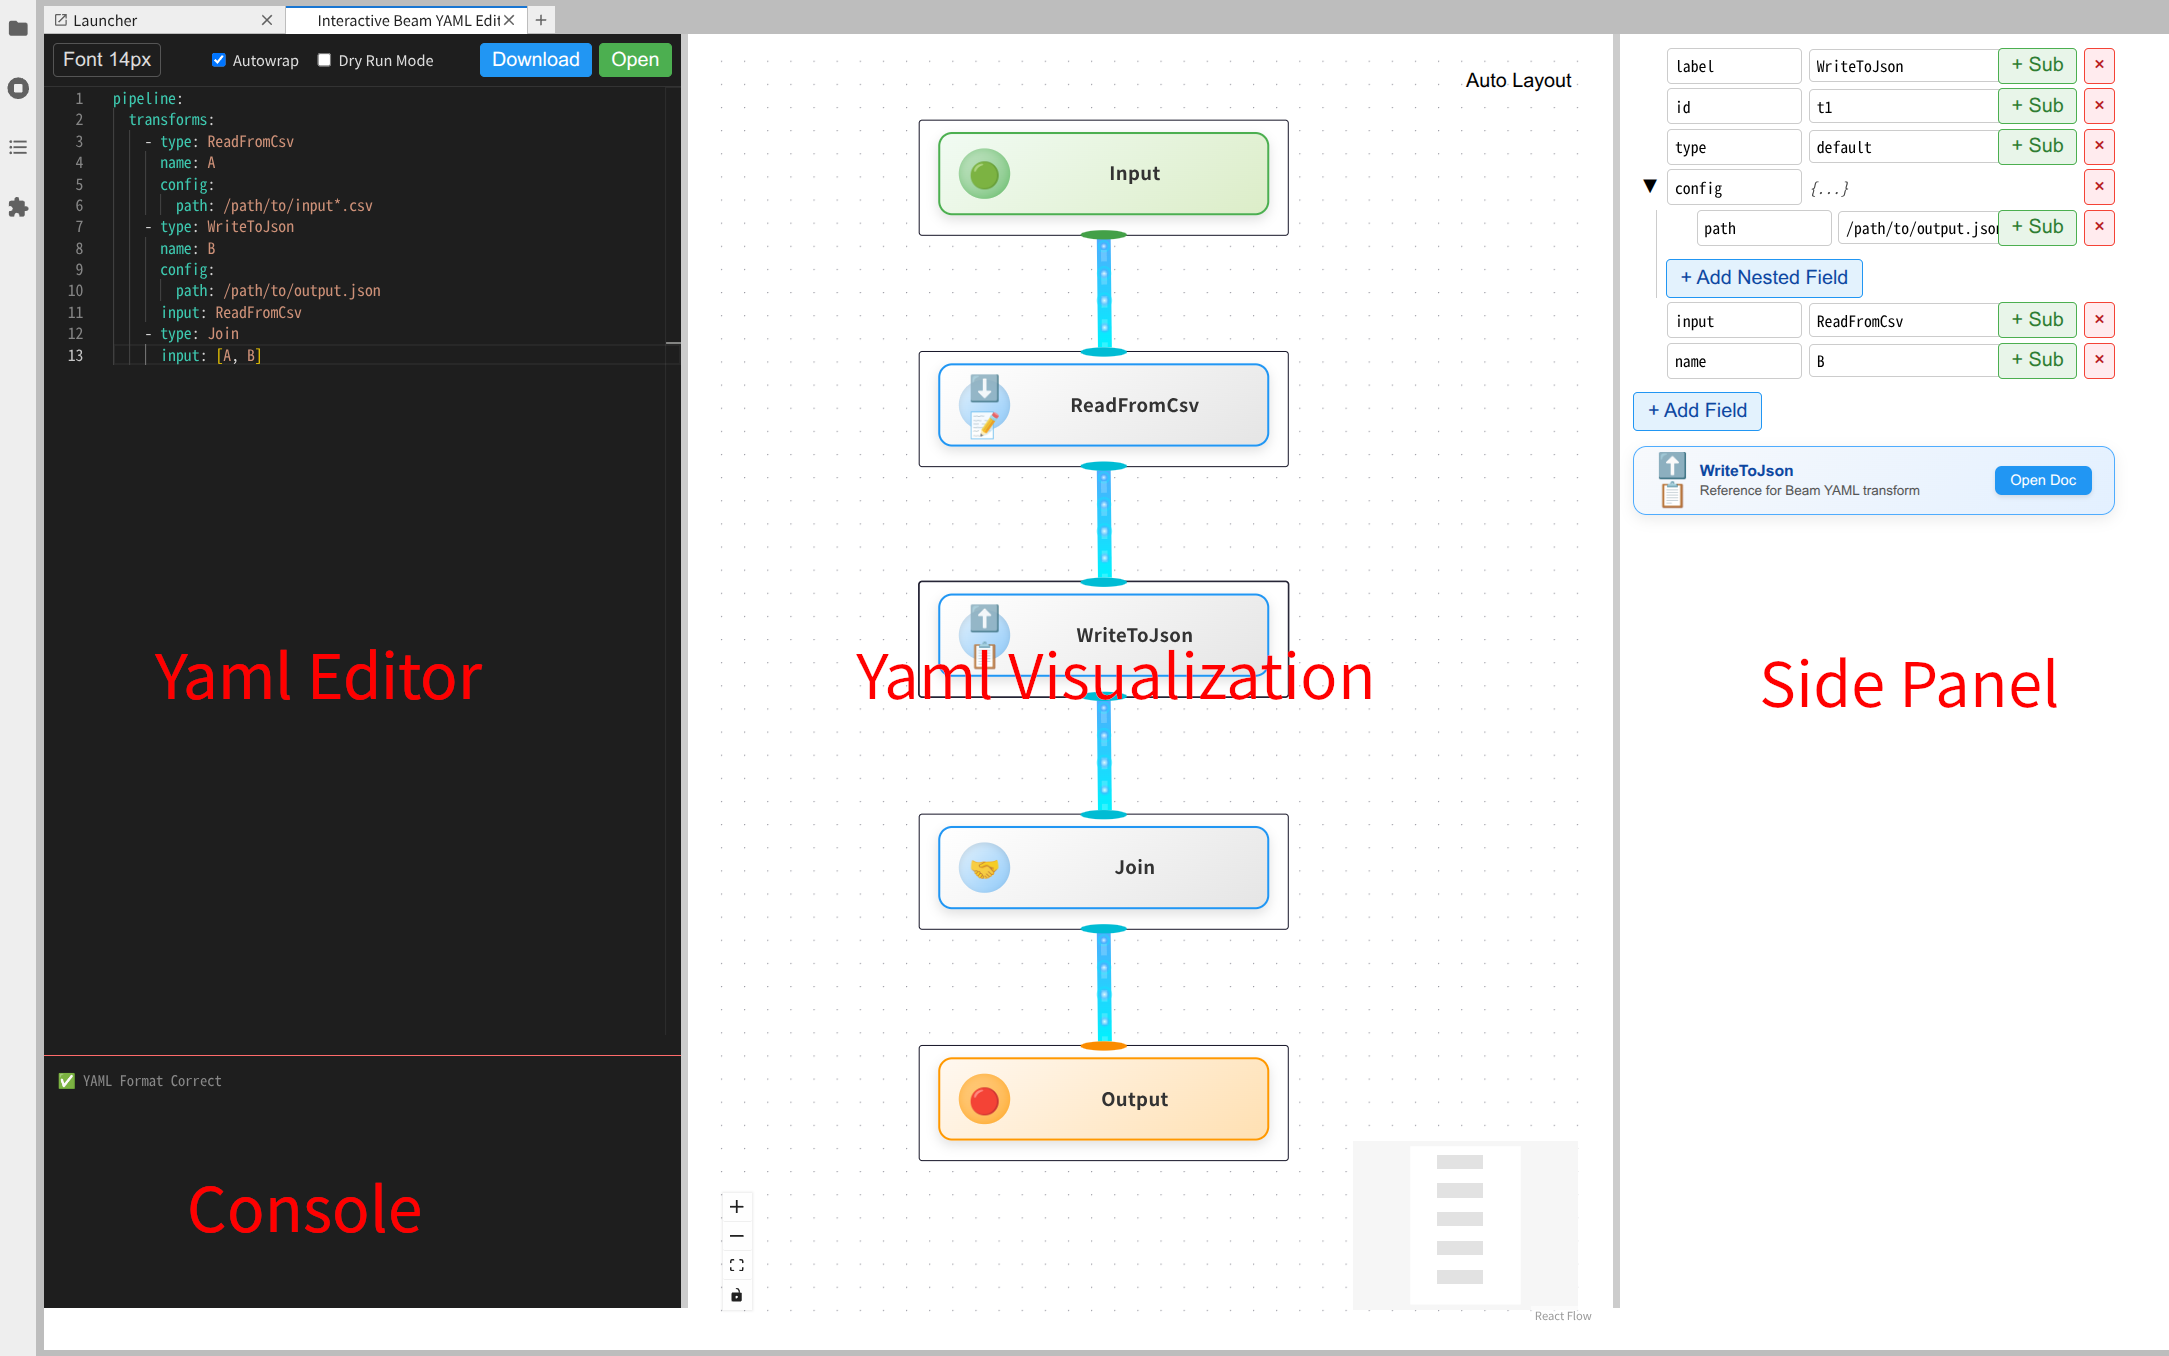 Launcher
Interactive Beam YAML Edit
Font 14px
Autowrap
Dry Run Mode
Download
Open
1 pipeline:
2 transforms:
3 - type: ReadFromCsv
4 name: A
5 config:
6 path: /path/to/input*.csv
7 - type: WriteToJson
8 name: B
9 config:
10 path: /path/to/output.json
11 input: ReadFromCsv
12 - type: Join
13 input: [A, B]
Yaml Editor
✅ YAML Format Correct
Console
Auto Layout
Input
ReadFromCsv
WriteToJson
Yaml Visualization
Join
Output
React Flow
label WriteToJson + Sub ×
id t1 + Sub ×
type default + Sub ×
▼ config {...} ×
path /path/to/output.json + Sub ×
+ Add Nested Field
input ReadFromCsv + Sub ×
name B + Sub ×
+ Add Field
WriteToJson
Reference for Beam YAML transform
Open Doc
Side Panel